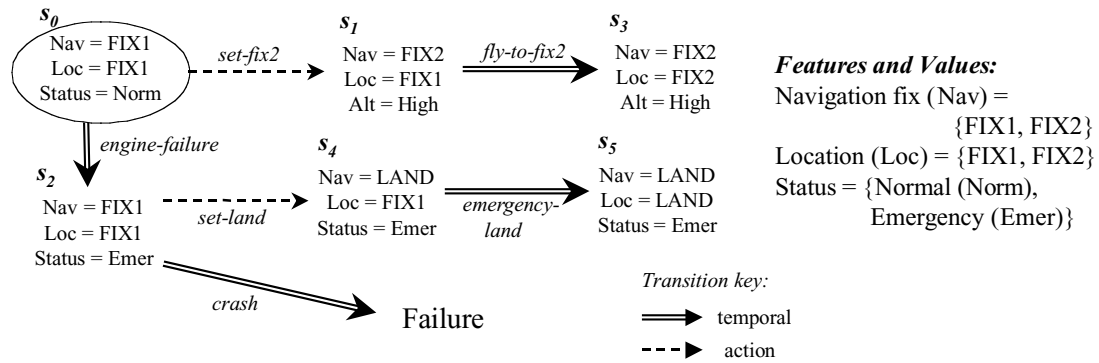 s0
Nav = FIX1
Loc = FIX1
Status = Norm
set-fix2
s1
Nav = FIX2
Loc = FIX1
Alt = High
fly-to-fix2
s3
Nav = FIX2
Loc = FIX2
Alt = High
engine-failure
s2
Nav = FIX1
Loc = FIX1
Status = Emer
set-land
s4
Nav = LAND
Loc = FIX1
Status = Emer
emergency-
land
s5
Nav = LAND
Loc = LAND
Status = Emer
crash
Failure
Features and Values:
Navigation fix (Nav) =
{FIX1, FIX2}
Location (Loc) = {FIX1, FIX2}
Status = {Normal (Norm),
Emergency (Emer)}
Transition key:
temporal
action